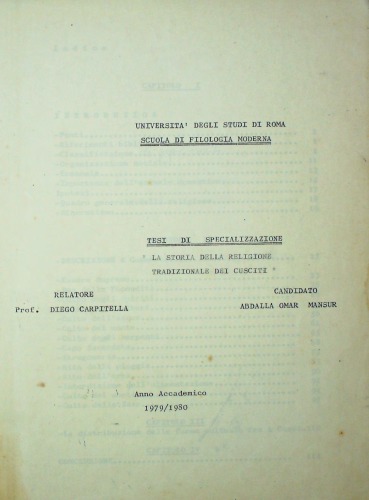 UNIVERSITA' DEGLI STUDI DI ROMA
SCUOLA DI FILOLOGIA MODERNA
TESI DI SPECIALIZZAZIONE
" LA STORIA DELLA RELIGIONE
TRADIZIONALE DEI CUSCITI "
RELATORE
Prof. DIEGO CARPITELLA
CANDIDATO
ABDALLA OMAR MANSUR
Anno Accademico
1979/1980